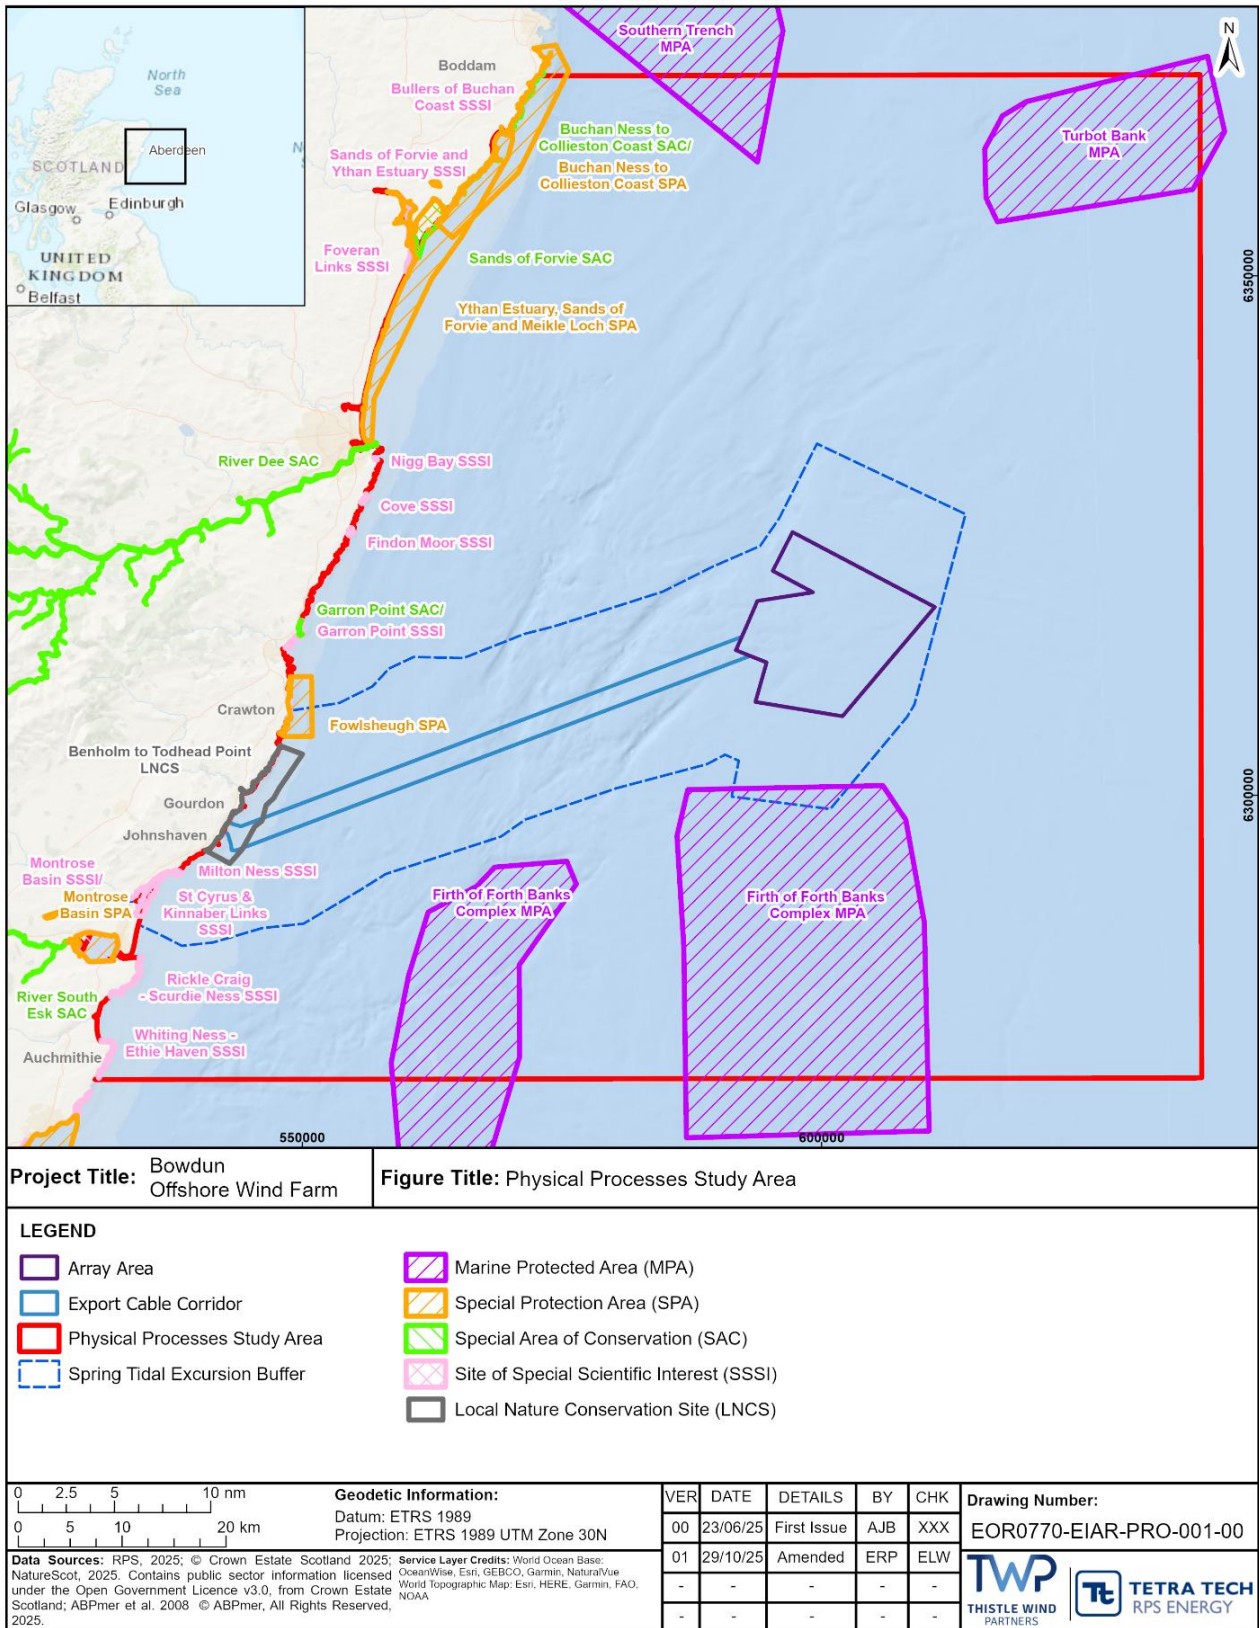 Southern Trench
MPA
N
Boddam
Bullers of Buchan
Coast SSSI
North
Sea
Turbot Bank
MPA
Buchan Ness to
Collieston Coast SAC/
Buchan Ness to
Collieston Coast SPA
Aberdeen
SCOTLAND
Sands of Forvie and
Ythan Estuary SSSI
Glasgow
Edinburgh
UNITED
KINGDOM
Belfast
Foveran
Links SSSI
Sands of Forvie SAC
6350000
Ythan Estuary, Sands of
Forvie and Meikle Loch SPA
River Dee SAC
Nigg Bay SSSI
Cove SSSI
Findon Moor SSSI
Garron Point SAC/
Garron Point SSSI
Crawton
Fowlsheugh SPA
Benholm to Todhead Point
LNCS
Gourdon
Johnshaven
6300000
Montrose
Basin SSSI/
Montrose
Basin SPA
Milton Ness SSSI
St Cyrus &
Kinnaber Links
SSSI
Firth of Forth Banks
Complex MPA
Firth of Forth Banks
Complex MPA
River South
Esk SAC
Rickle Craig
- Scurdie Ness SSSI
Whiting Ness -
Ethie Haven SSSI
Auchmithie
550000
600000
Project Title: Bowdun
Offshore Wind Farm
Figure Title: Physical Processes Study Area
LEGEND
Array Area
Export Cable Corridor
Physical Processes Study Area
Spring Tidal Excursion Buffer
Marine Protected Area (MPA)
Special Protection Area (SPA)
Special Area of Conservation (SAC)
Site of Special Scientific Interest (SSSI)
Local Nature Conservation Site (LNCS)
0 2.5 5 10 nm
0 5 10 20 km
Geodetic Information:
Datum: ETRS 1989
Projection: ETRS 1989 UTM Zone 30N
Data Sources: RPS, 2025; © Crown Estate Scotland 2025;
NatureScot, 2025. Contains public sector information licensed
under the Open Government Licence v3.0, from Crown Estate
Scotland; ABPmer et al. 2008 © ABPmer, All Rights Reserved,
2025.
Service Layer Credits: World Ocean Base:
OceanWise, Esri, GEBCO, Garmin, NaturalVue
World Topographic Map: Esri, HERE, Garmin, FAO,
NOAA
VER DATE DETAILS BY CHK
00 23/06/25 First Issue AJB XXX
01 29/10/25 Amended ERP ELW
- - - - -
- - - - -
Drawing Number:
EOR0770-EIAR-PRO-001-00
TWP
THISTLE WIND
PARTNERS
Tt
TETRA TECH
RPS ENERGY